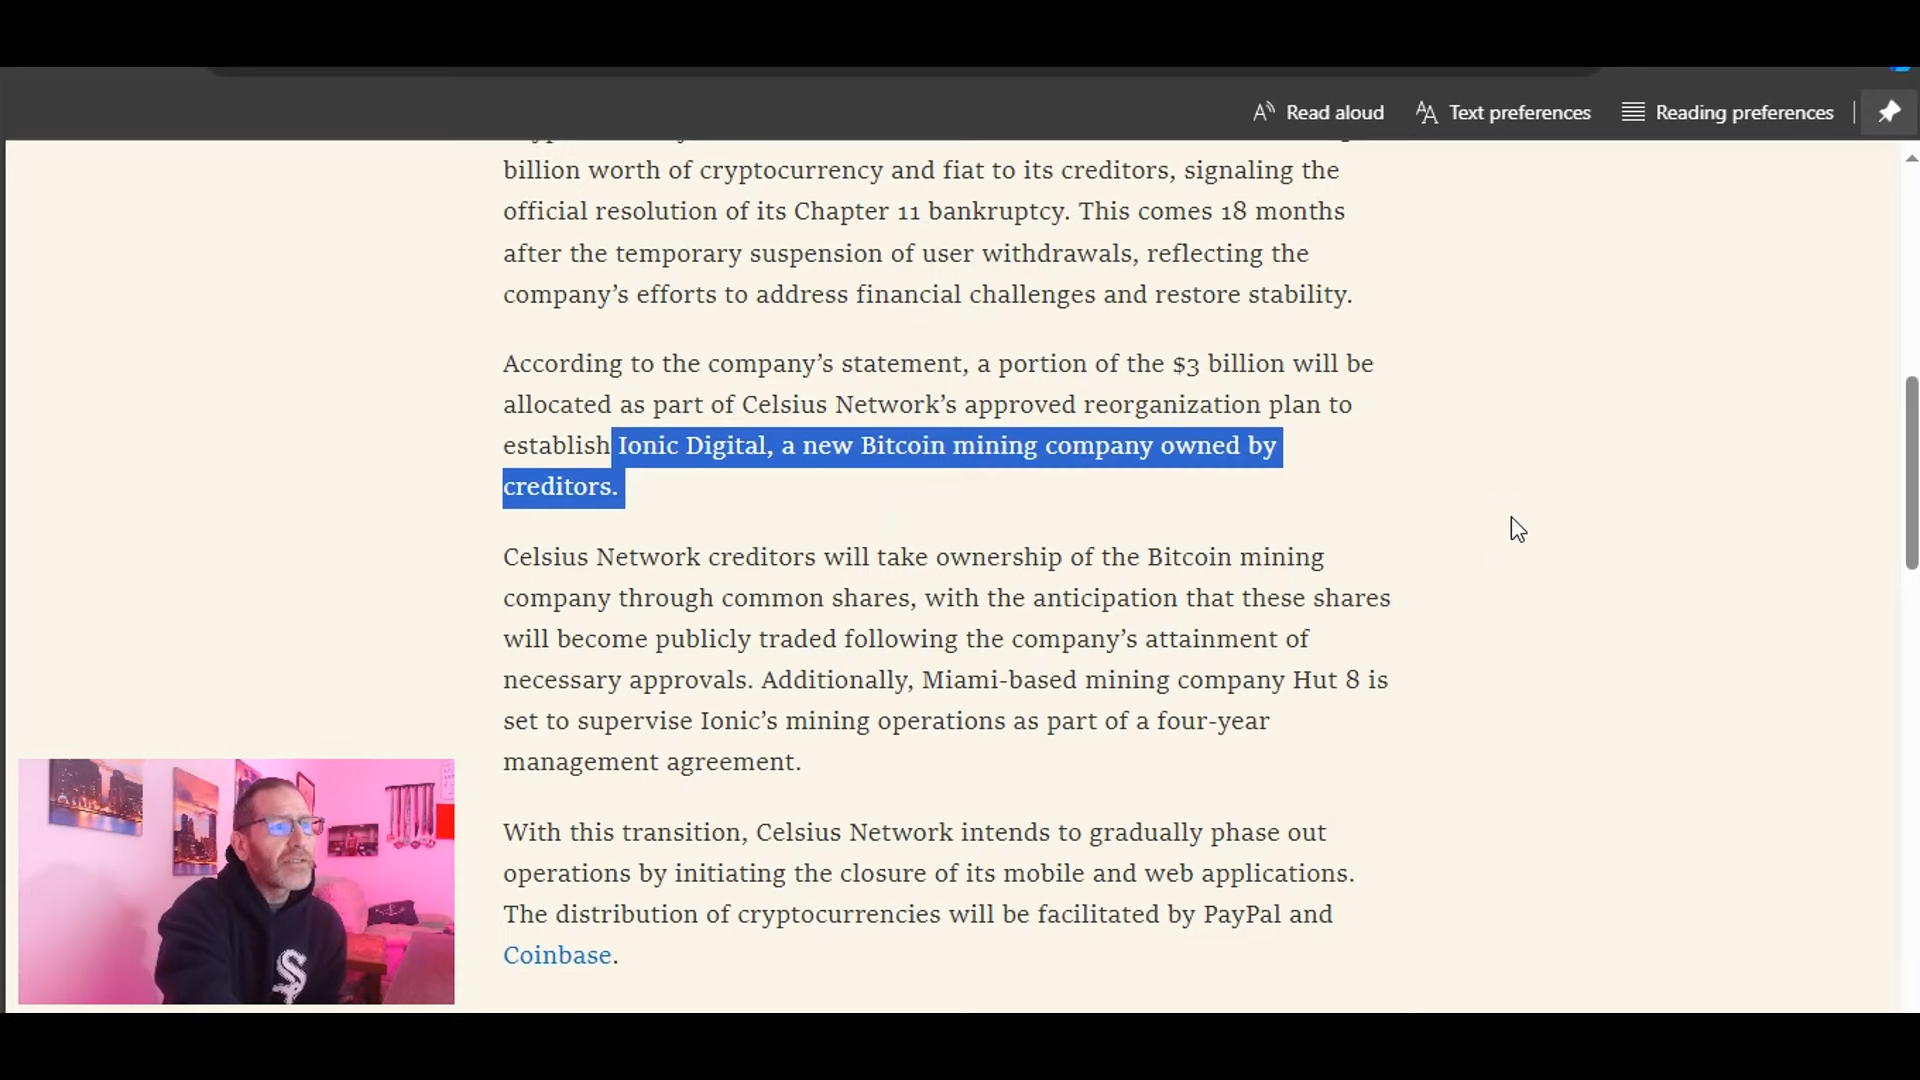 Read aloud
Text preferences
Reading preferences
billion worth of cryptocurrency and fiat to its creditors, signaling the
official resolution of its Chapter 11 bankruptcy. This comes 18 months
after the temporary suspension of user withdrawals, reflecting the
company’s efforts to address financial challenges and restore stability.
According to the company’s statement, a portion of the $3 billion will be
allocated as part of Celsius Network’s approved reorganization plan to
establish Ionic Digital, a new Bitcoin mining company owned by
creditors.
Celsius Network creditors will take ownership of the Bitcoin mining
company through common shares, with the anticipation that these shares
will become publicly traded following the company’s attainment of
necessary approvals. Additionally, Miami-based mining company Hut 8 is
set to supervise Ionic’s mining operations as part of a four-year
management agreement.
With this transition, Celsius Network intends to gradually phase out
operations by initiating the closure of its mobile and web applications.
The distribution of cryptocurrencies will be facilitated by PayPal and
Coinbase.